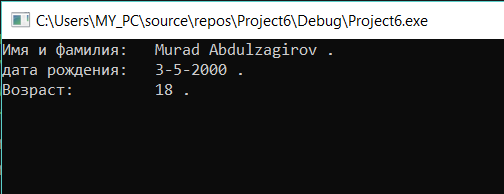 C:\Users\MY_PC\source\repos\Project6\Debug\Project6.exe
Имя и фамилия: Murad Abdulzagirov .
дата рождения: 3-5-2000 .
Возраст: 18 .